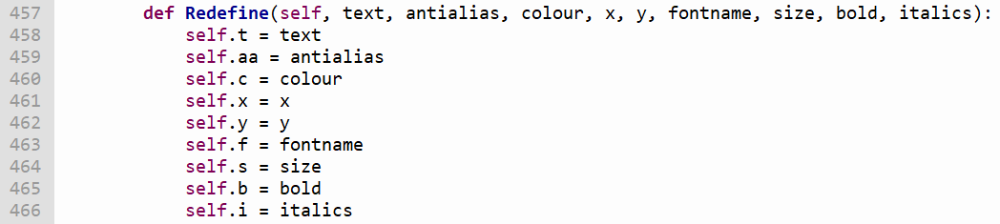 457 def Redefine(self, text, antialias, colour, x, y, fontname, size, bold, italics):
458 self.t = text
459 self.aa = antialias
460 self.c = colour
461 self.x = x
462 self.y = y
463 self.f = fontname
464 self.s = size
465 self.b = bold
466 self.i = italics